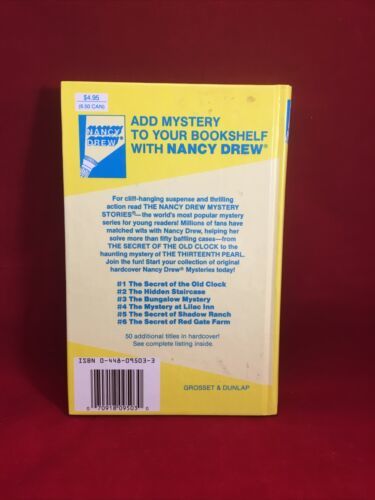 $4.95
(6.50 CAN)
NANCY
DREW®
ADD MYSTERY
TO YOUR BOOKSHELF
WITH NANCY DREW®
For cliff-hanging suspense and thrilling
action read THE NANCY DREW MYSTERY
STORIES®—the world's most popular mystery
series for young readers! Millions of fans have
matched wits with Nancy Drew, helping her
solve more than fifty baffling cases—from
THE SECRET OF THE OLD CLOCK to the
haunting mystery of THE THIRTEENTH PEARL.
Join the fun! Start your collection of original
hardcover Nancy Drew® Mysteries today!
#1 The Secret of the Old Clock
#2 The Hidden Staircase
#3 The Bungalow Mystery
#4 The Mystery at Lilac Inn
#5 The Secret of Shadow Ranch
#6 The Secret of Red Gate Farm
50 additional titles in hardcover!
See complete listing inside.
ISBN 0-448-09503-3
0 70918 09503 6
GROSSET & DUNLAP